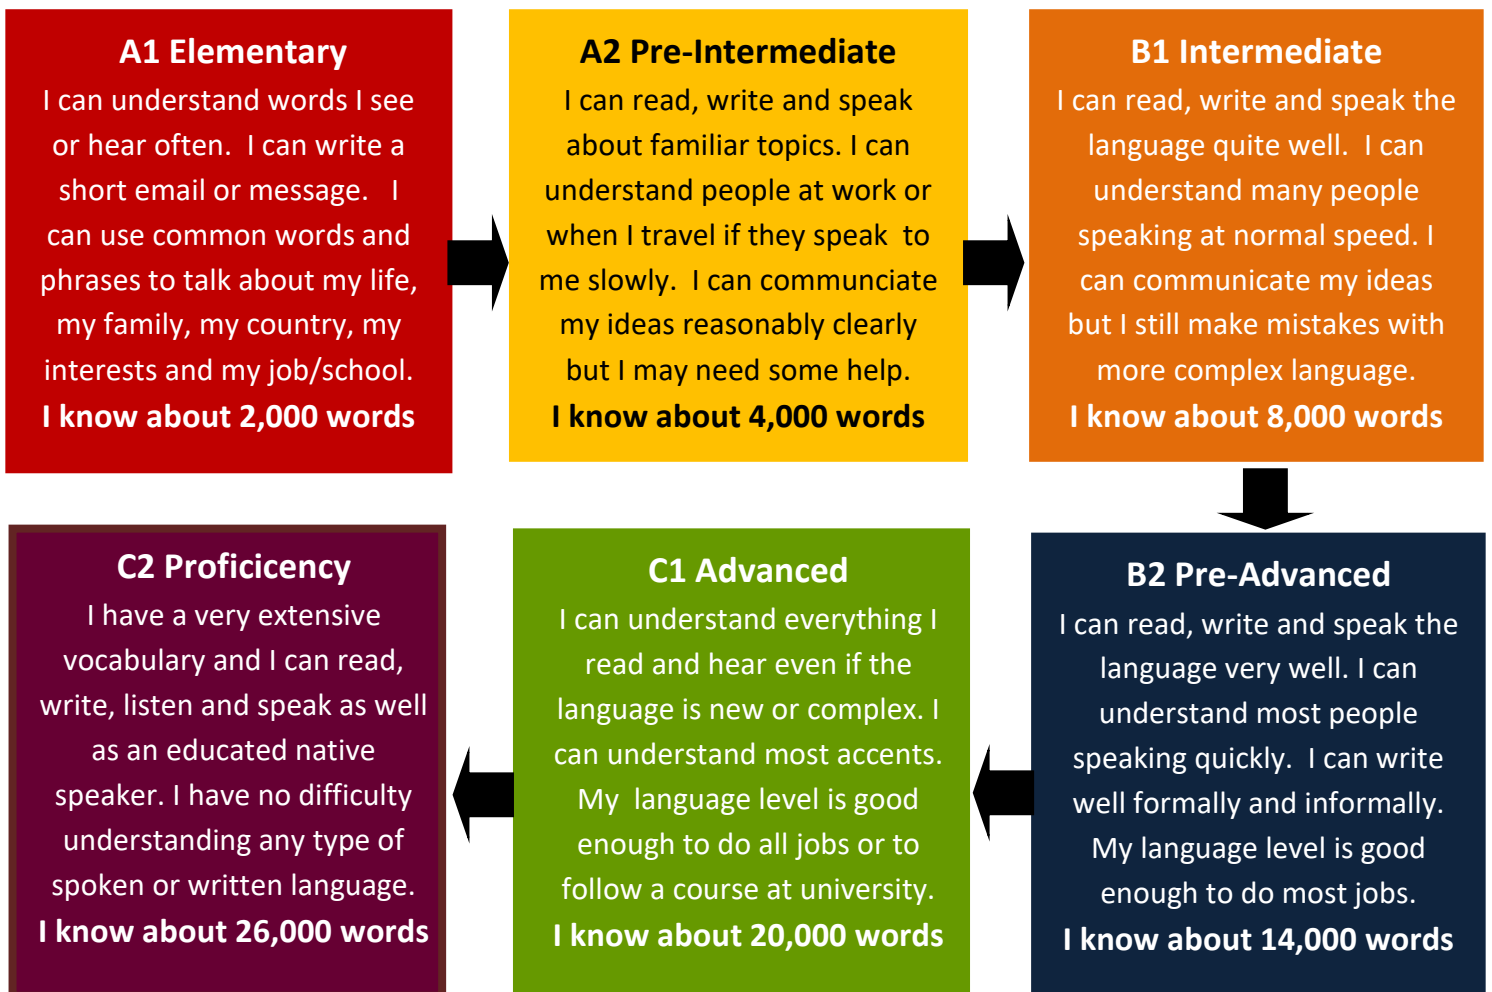 A1 Elementary
I can understand words I see
or hear often.  I can write a
short email or message.   I
can use common words and
phrases to talk about my life,
my family, my country, my
interests and my job/school.
I know about 2,000 words
A2 Pre-Intermediate
I can read, write and speak
about familiar topics. I can
understand people at work or
when I travel if they speak  to
me slowly.  I can communciate
my ideas reasonably clearly
but I may need some help.
I know about 4,000 words
B1 Intermediate
I can read, write and speak the
language quite well.  I can
understand many people
speaking at normal speed. I
can communicate my ideas
but I still make mistakes with
more complex language.
I know about 8,000 words
B2 Pre-Advanced
I can read, write and speak the
language very well. I can
understand most people
speaking quickly.  I can write
well formally and informally.
My language level is good
enough to do most jobs.
I know about 14,000 words
C1 Advanced
I can understand everything I
read and hear even if the
language is new or complex. I
can understand most accents.
My  language level is good
enough to do all jobs or to
follow a course at university.
I know about 20,000 words
C2 Proficicency
I have a very extensive
vocabulary and I can read,
write, listen and speak as well
as an educated native
speaker. I have no difficulty
understanding any type of
spoken or written language.
I know about 26,000 words